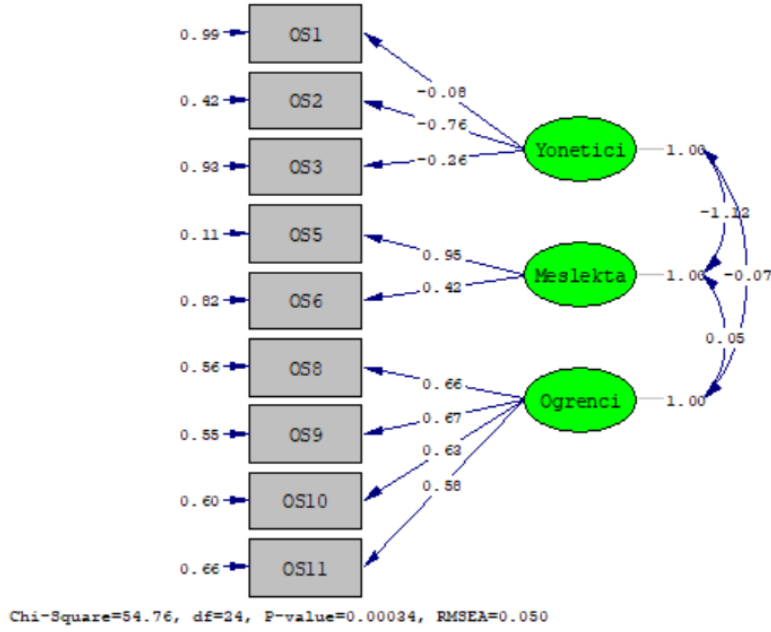 0.99 OS1
-0.08
0.42 OS2
-0.76
Yonetici 1.00
0.93 OS3
-0.26
-1.12
0.11 OS5
0.95
Meslekta 1.00 -0.07
0.82 OS6
0.42
0.05
0.56 OS8
0.66
Ogrenci 1.00
0.55 OS9
0.67
0.63
0.60 OS10
0.58
0.66 OS11
Chi-Square=54.76, df=24, P-value=0.00034, RMSEA=0.050